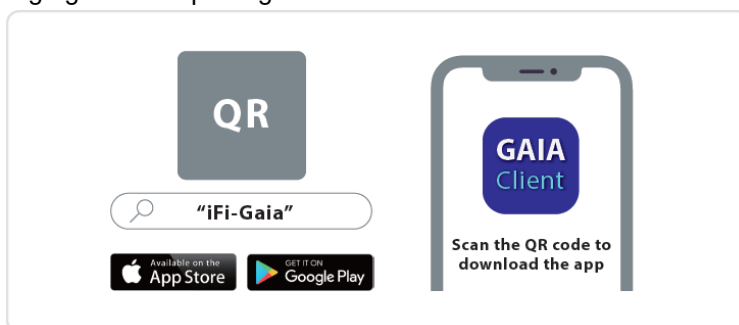 QR
“iFi-Gaia”
Available on the
App Store
GET IT ON
Google Play
GAIA
Client
Scan the QR code to
download the app